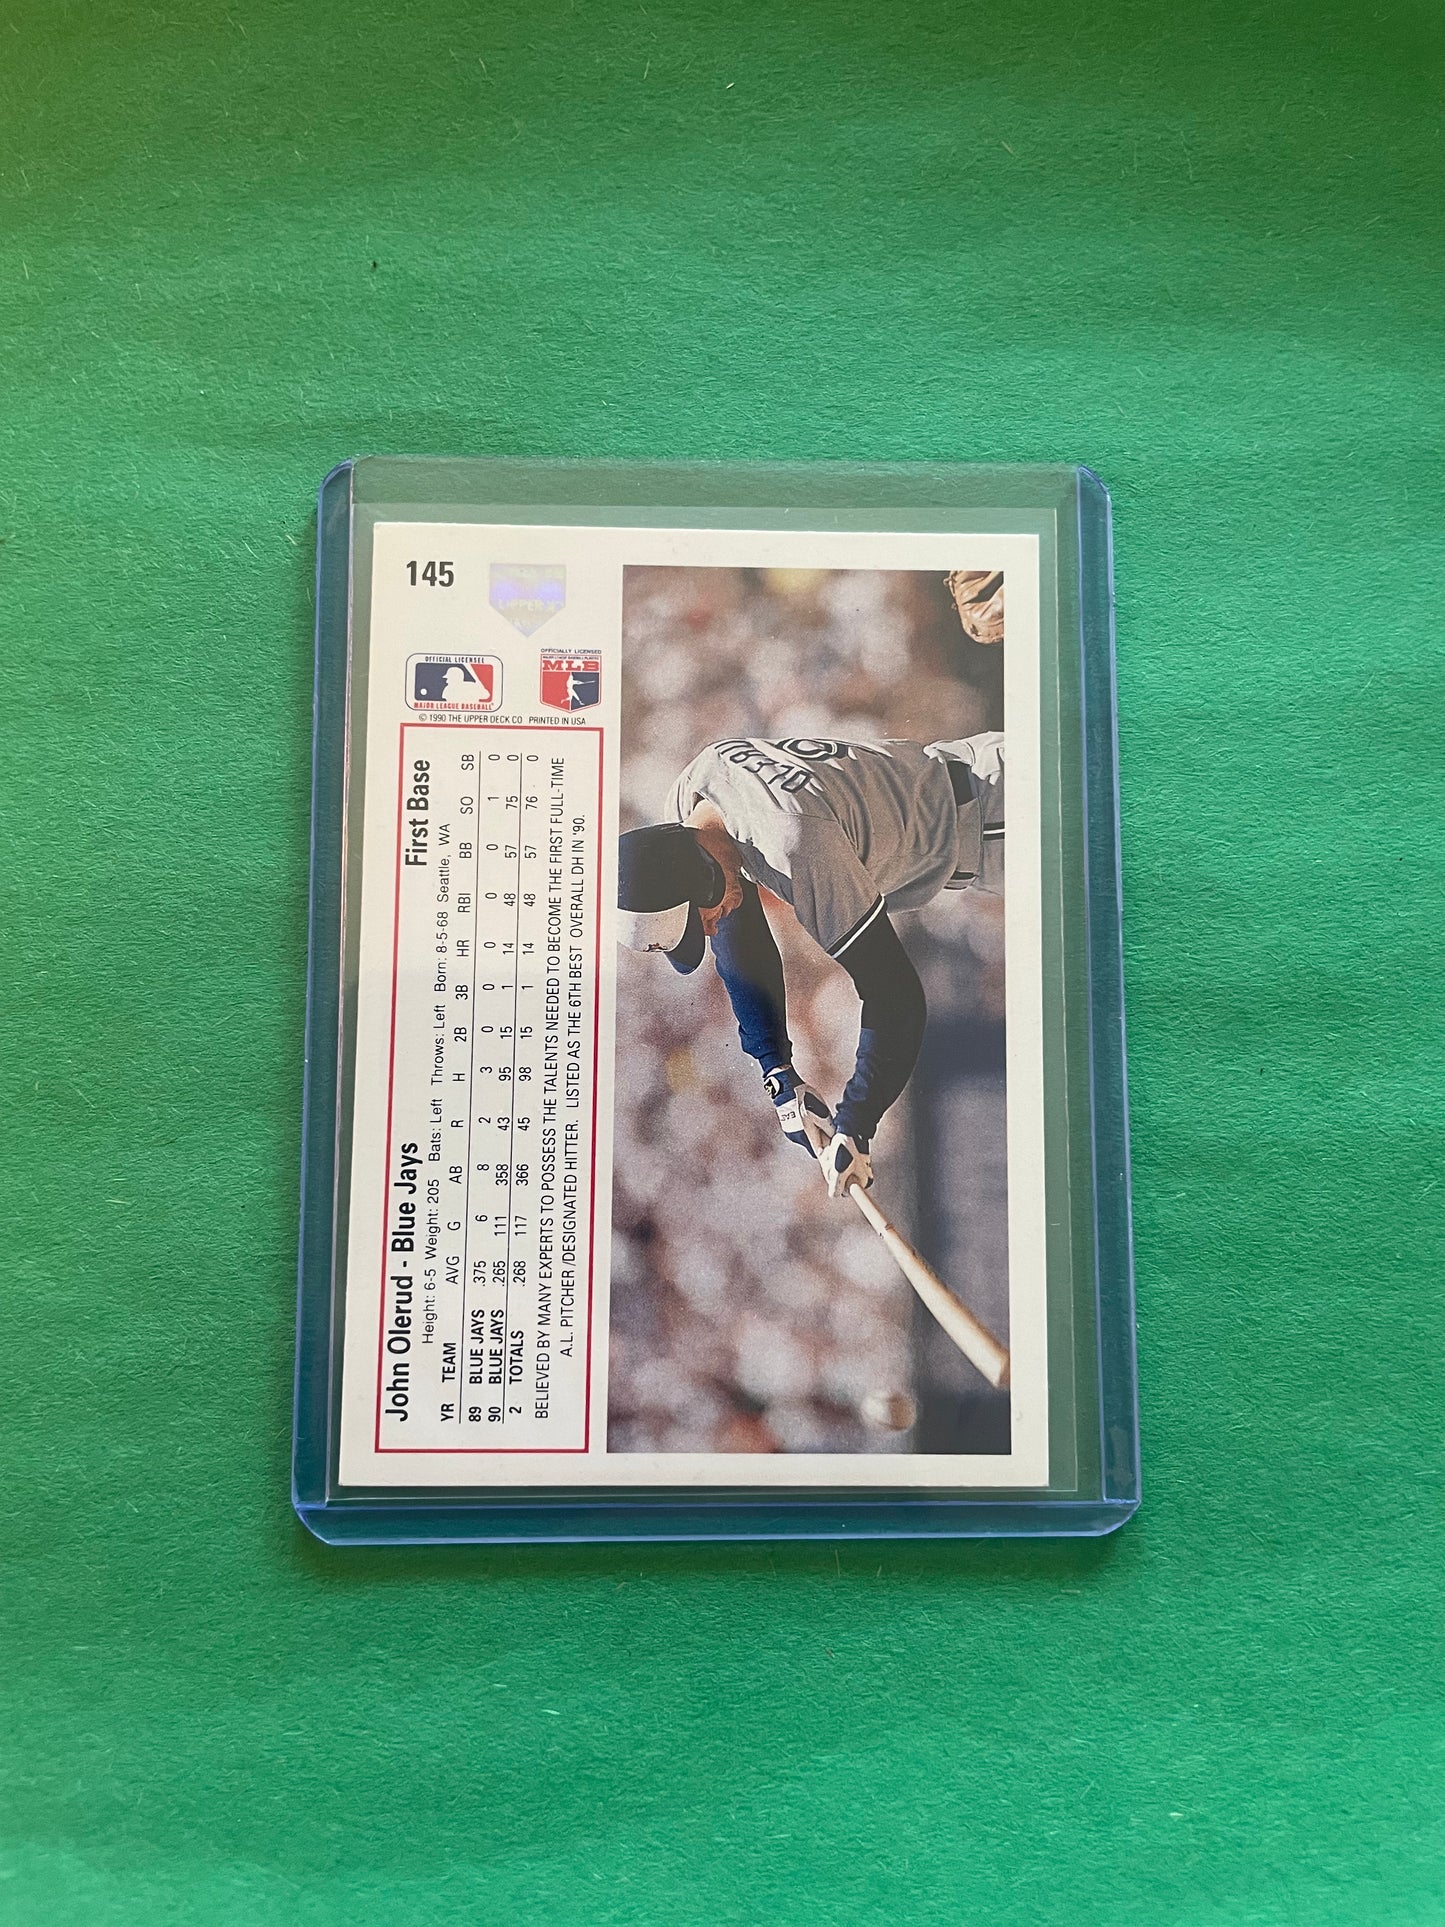 145
UPPER
OFFICIAL LICENSEE
MAJOR LEAGUE BASEBALL
OFFICIALLY LICENSED
MAJOR LEAGUE BASEBALL PLAYERS
MLB
© 1990 THE UPPER DECK CO PRINTED IN USA
John Olerud - Blue Jays First Base
Height: 6-5 Weight: 205 Bats: Left Throws: Left Born: 8-5-68 Seattle, WA
YR TEAM AVG G AB R H 2B 3B HR RBI BB SO SB
89 BLUE JAYS .375 6 8 2 3 0 0 0 0 0 1 0
90 BLUE JAYS .265 111 358 43 95 15 1 14 48 57 75 0
2 TOTALS .268 117 366 45 98 15 1 14 48 57 76 0
BELIEVED BY MANY EXPERTS TO POSSESS THE TALENTS NEEDED TO BECOME THE FIRST FULL-TIME
A.L. PITCHER/DESIGNATED HITTER. LISTED AS THE 6TH BEST OVERALL DH IN '90.